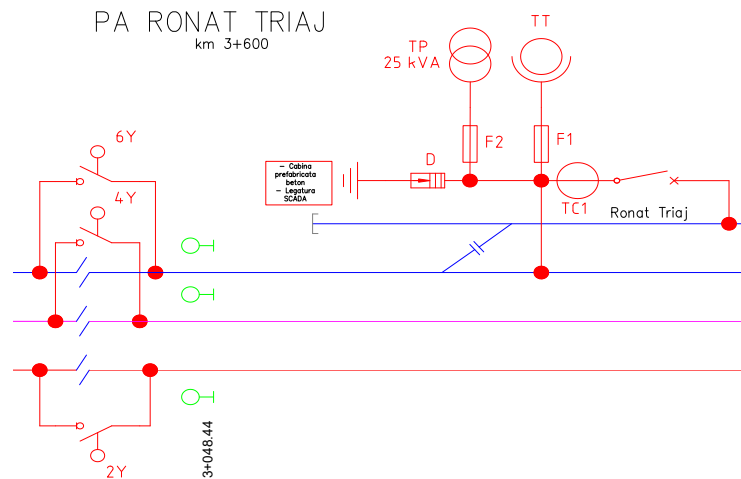 PA RONAT TRIAJ
km 3+600
TT
TP
25 kVA
6Y
F2
F1
D
– Cabina
prefabricata
beton
– Legatura
SCADA
4Y
TC1
Ronat Triaj
3+048.44
2Y